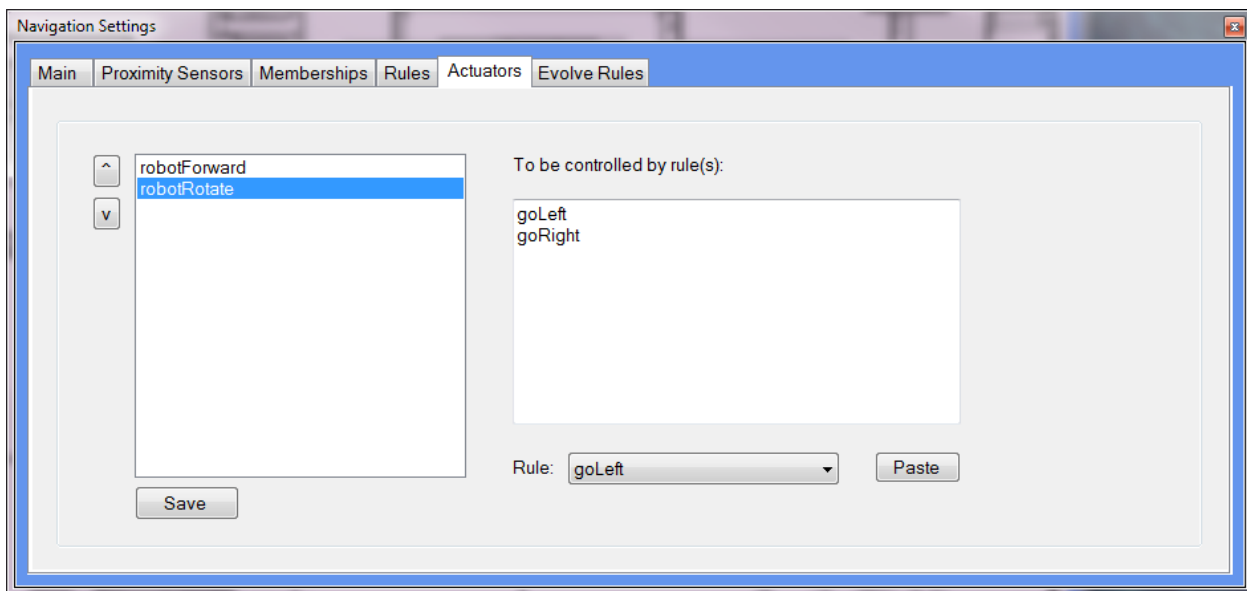 Navigation Settings
Main Proximity Sensors Memberships Rules Actuators Evolve Rules
^
v
robotForward
robotRotate
Save
To be controlled by rule(s):
goLeft
goRight
Rule: goLeft Paste